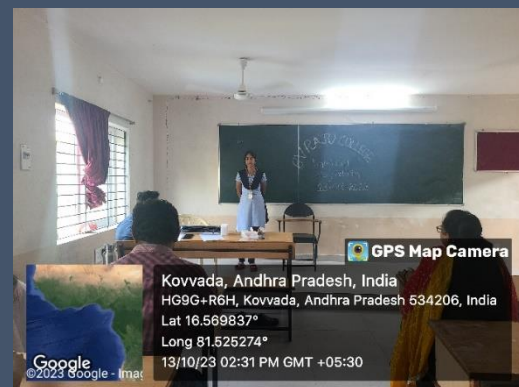 COLLEGE
GPS Map Camera
Kovvada, Andhra Pradesh, India
HG9G+R6H, Kovvada, Andhra Pradesh 534206, India
Lat 16.569837°
Long 81.525274°
13/10/23 02:31 PM GMT +05:30
Google
©2023 Google - Imag